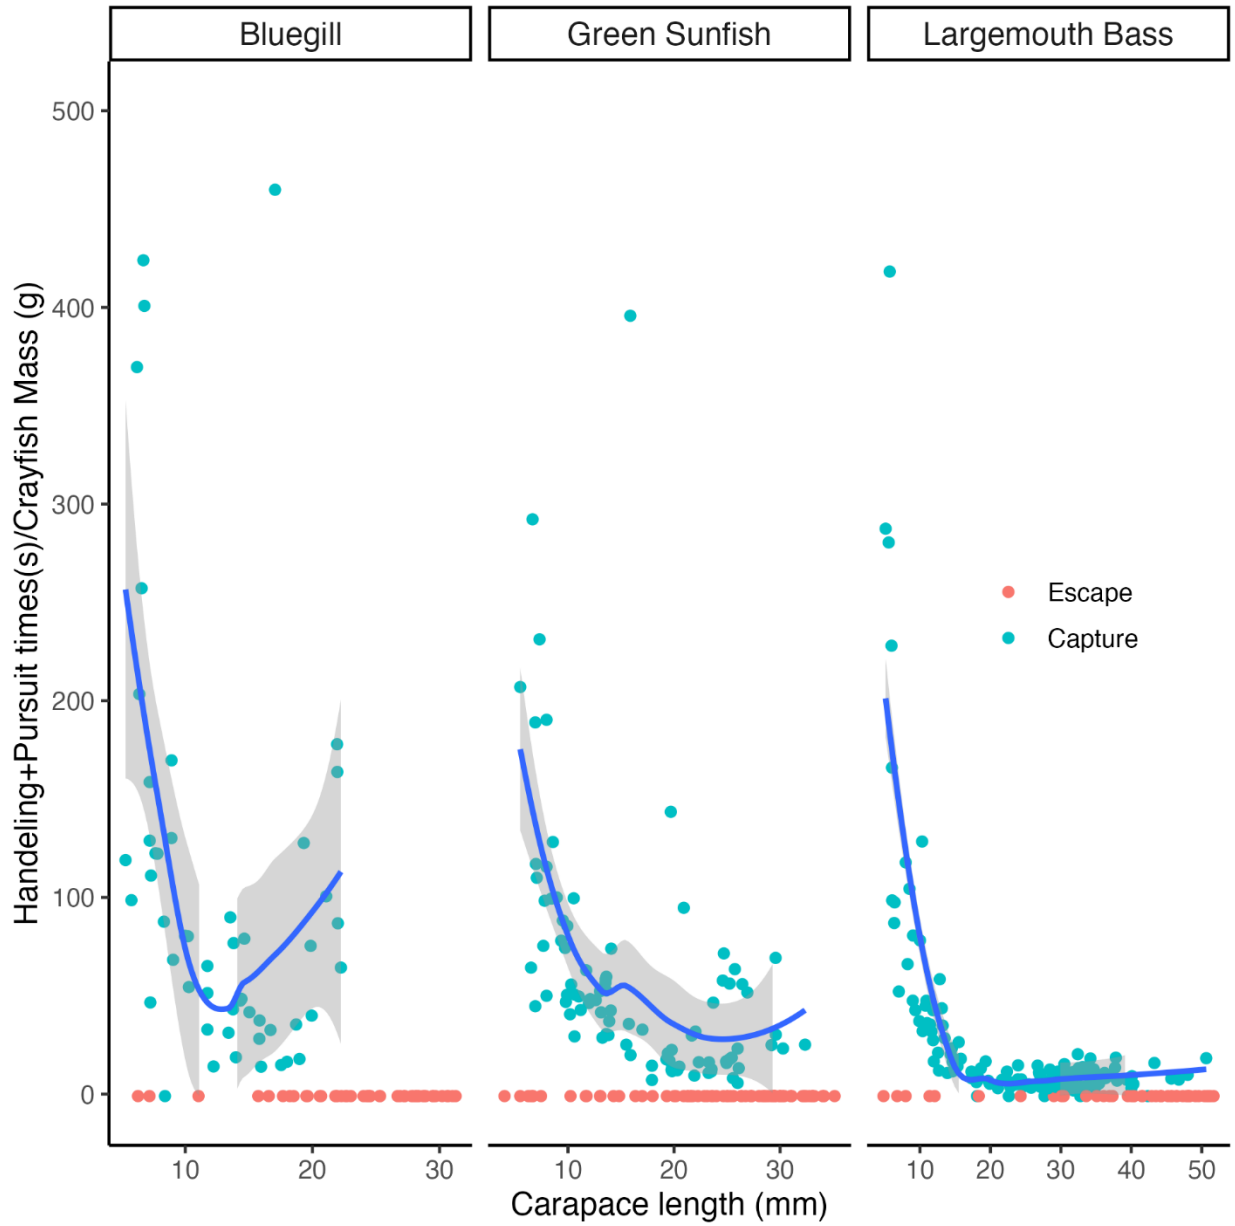 Bluegill
Green Sunfish
Largemouth Bass
Handeling+Pursuit times(s)/Crayfish Mass (g)
500
400
300
200
100
0
Escape
Capture
10 20 30
10 20 30
10 20 30 40 50
Carapace length (mm)